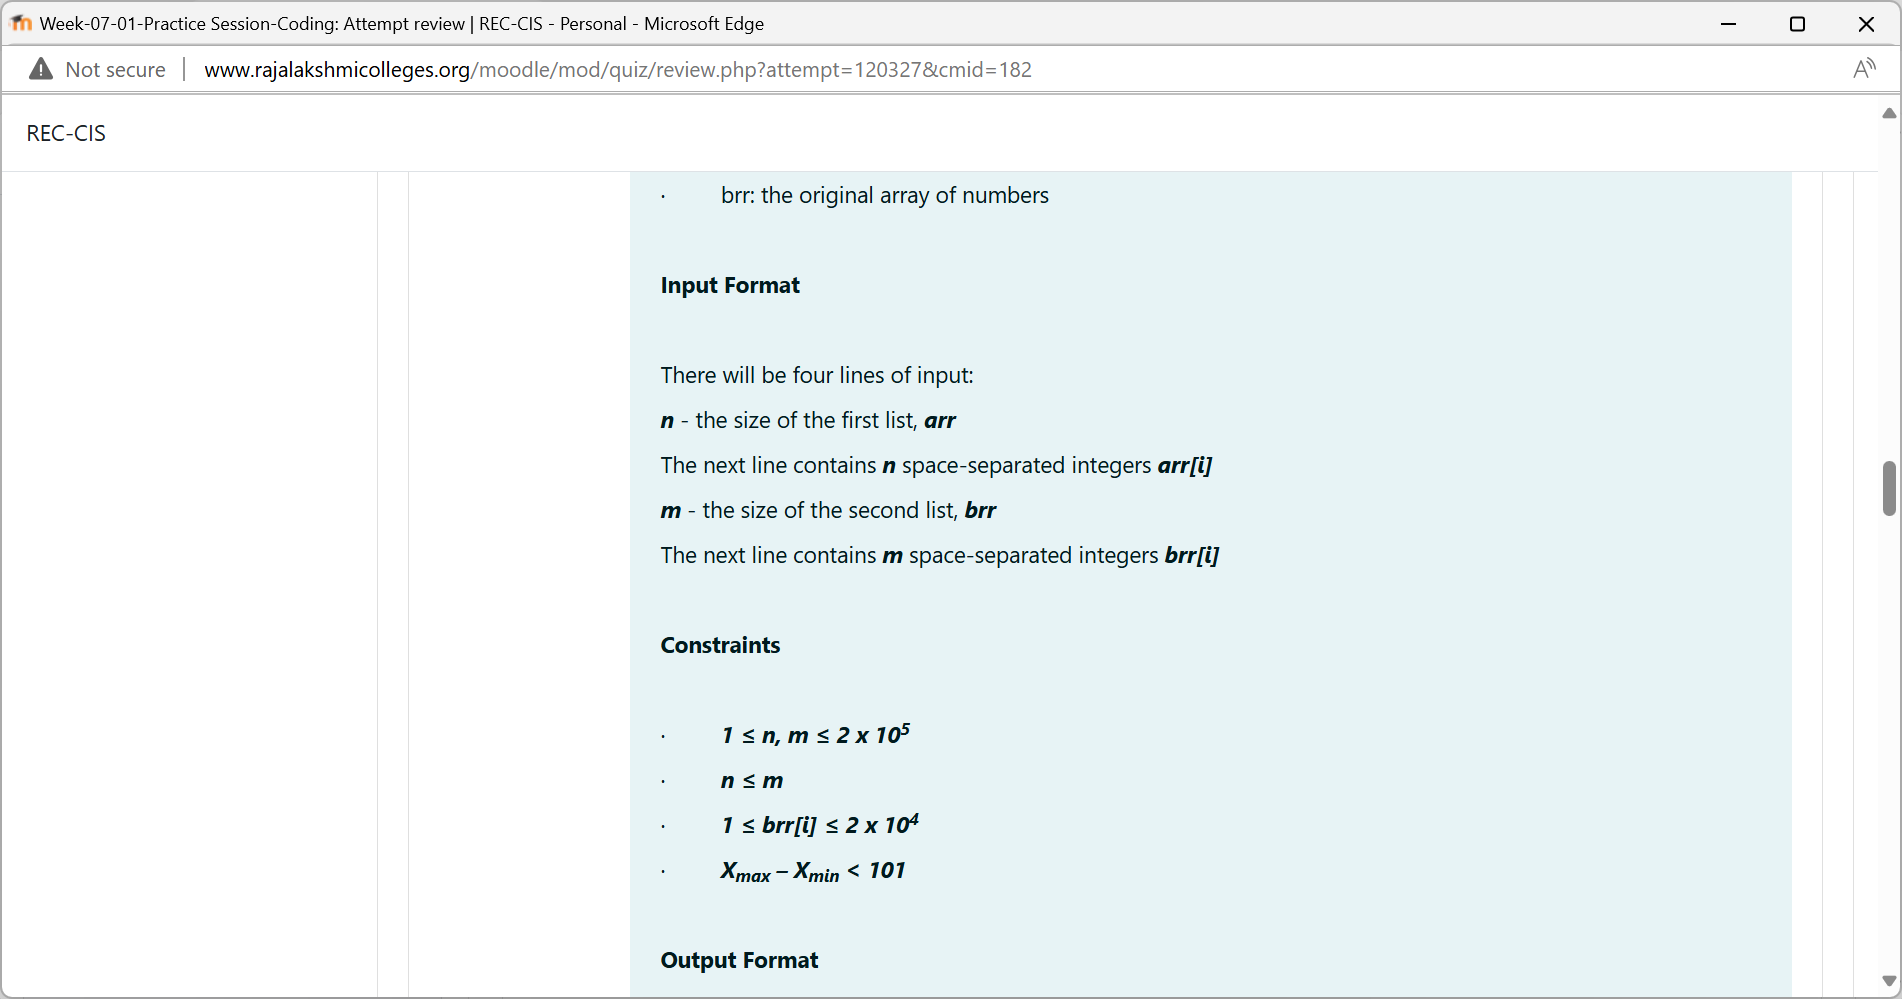 Week-07-01-Practice Session-Coding: Attempt review | REC-CIS - Personal - Microsoft Edge
Not secure | www.rajalakshmicolleges.org/moodle/mod/quiz/review.php?attempt=120327&cmid=182
REC-CIS
· brr: the original array of numbers
Input Format
There will be four lines of input:
n - the size of the first list, arr
The next line contains n space-separated integers arr[i]
m - the size of the second list, brr
The next line contains m space-separated integers brr[i]
Constraints
· 1 ≤ n, m ≤ 2 x 10⁵
· n ≤ m
· 1 ≤ brr[i] ≤ 2 x 10⁴
· Xmax – Xmin < 101
Output Format